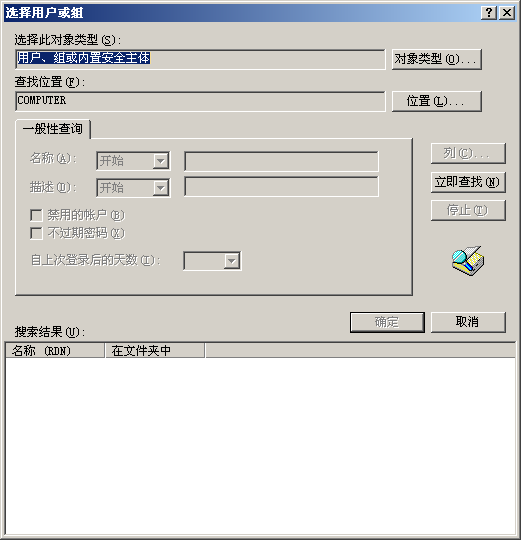 选择用户或组
选择此对象类型(S):
用户、组或内置安全主体
对象类型(O)...
查找位置(F):
COMPUTER
位置(L)...
一般性查询
名称(A):
开始
描述(D):
开始
禁用的帐户(B)
不过期密码(X)
自上次登录后的天数(I):
列(C)...
立即查找(N)
停止(T)
确定
取消
搜索结果(U):
名称 (RDN)
在文件夹中